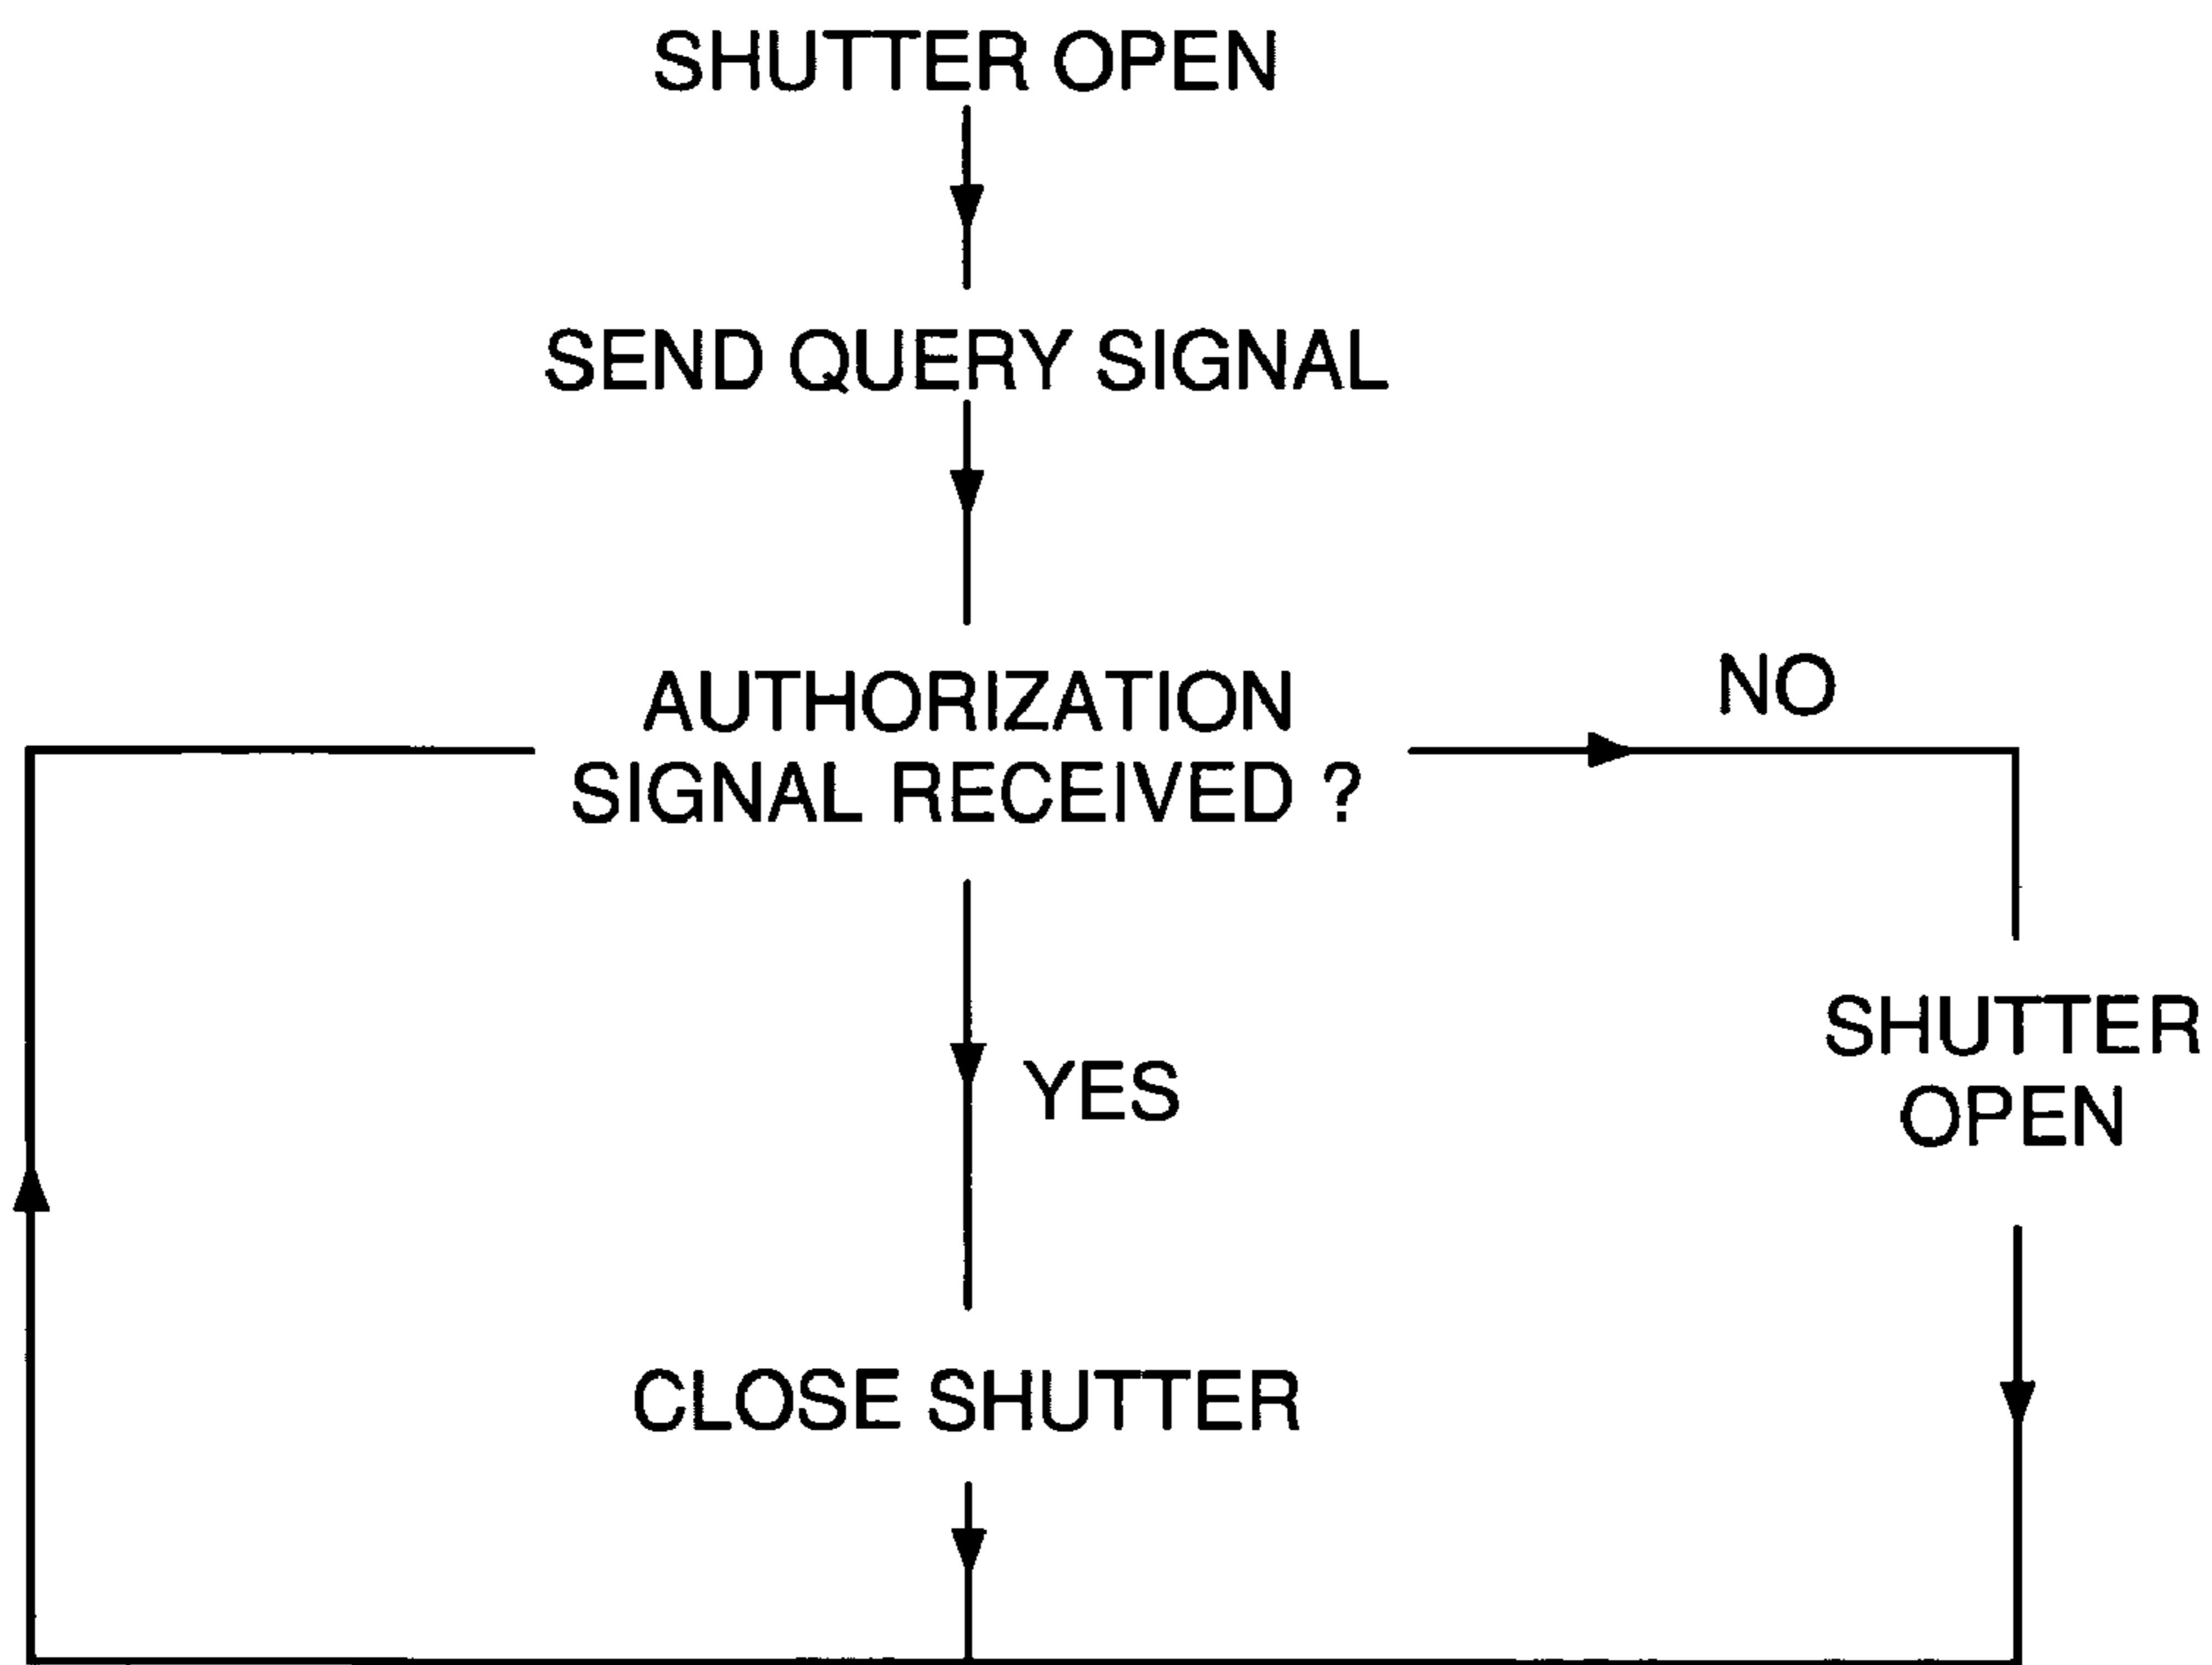 SHUTTER OPEN
SEND QUERY SIGNAL
AUTHORIZATION
SIGNAL RECEIVED ?
NO
YES
SHUTTER
OPEN
CLOSE SHUTTER